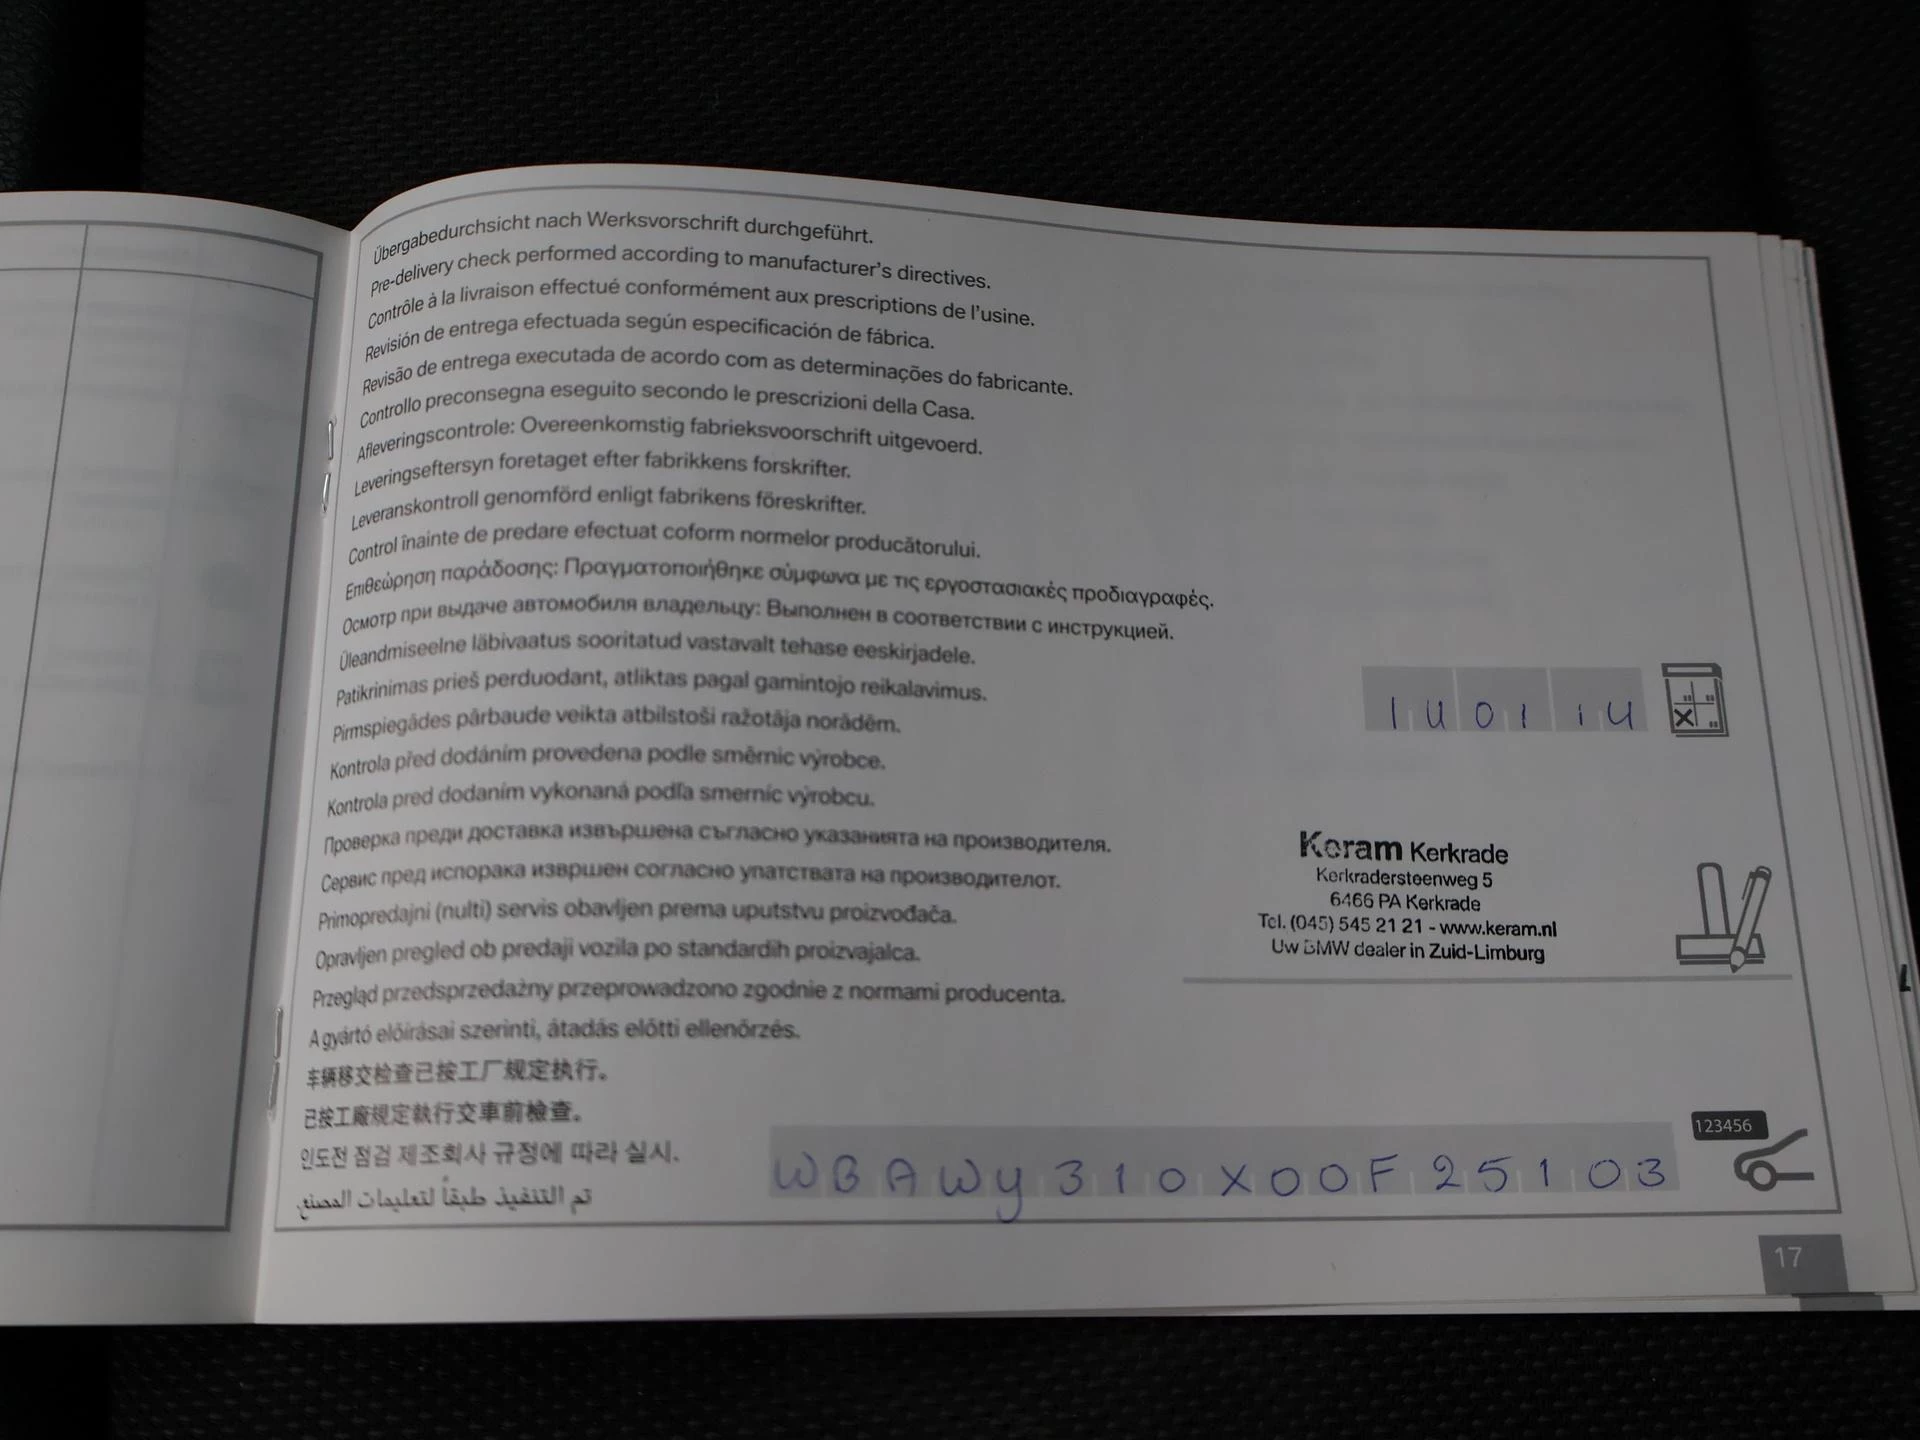 Übergabedurchsicht nach Werksvorschrift durchgeführt.
Pre-delivery check performed according to manufacturer's directives.
Contrôle à la livraison effectué conformément aux prescriptions de l'usine.
Revisión de entrega efectuada según especificación de fábrica.
Revisão de entrega executada de acordo com as determinações do fabricante.
Controllo preconsegna eseguito secondo le prescrizioni della Casa.
Afleveringscontrole: Overeenkomstig fabrieksvoorschrift uitgevoerd.
Leveringseftersyn foretaget efter fabrikkens forskrifter.
Leveranskontroll genomförd enligt fabrikens föreskrifter.
Control înainte de predare efectuat coform normelor producătorului.
Επιθεώρηση παράδοσης: Πραγματοποιήθηκε σύμφωνα με τις εργοστασιακές προδιαγραφές.
Осмотр при выдаче автомобиля владельцу: Выполнен в соответствии с инструкцией.
Üleandmiseelne läbivaatus sooritatud vastavalt tehase eeskirjadele.
Patikrinimas prieš perduodant, atliktas pagal gamintojo reikalavimus.
Pirmspiegādes pārbaude veikta atbilstoši ražotāja norādēm.
Kontrola před dodáním provedena podle směrnic výrobce.
Kontrola pred dodaním vykonaná podľa smerníc výrobcu.
Проверка преди доставка извършена съгласно указанията на производителя.
Сервис пред испорака извршен согласно упатствата на производителот.
Primopredajni (nulti) servis obavljen prema uputstvu proizvođača.
Opravljen pregled ob predaji vozila po standardih proizvajalca.
Przegląd przedsprzedażny przeprowadzono zgodnie z normami producenta.
A gyártó előírásai szerinti, átadás előtti ellenőrzés.
车辆移交检查已按工厂规定执行。
已按工廠規定執行交車前檢查。
인도전 점검 제조회사 규정에 따라 실시.
تم التنفيذ طبقاً لتعليمات المصنع.
14 01 14
Keram Kerkrade
Kerkradersteenweg 5
6466 PA Kerkrade
Tel. (045) 545 21 21 - www.keram.nl
Uw BMW dealer in Zuid-Limburg
123456
WBAWY310X00F25103
17